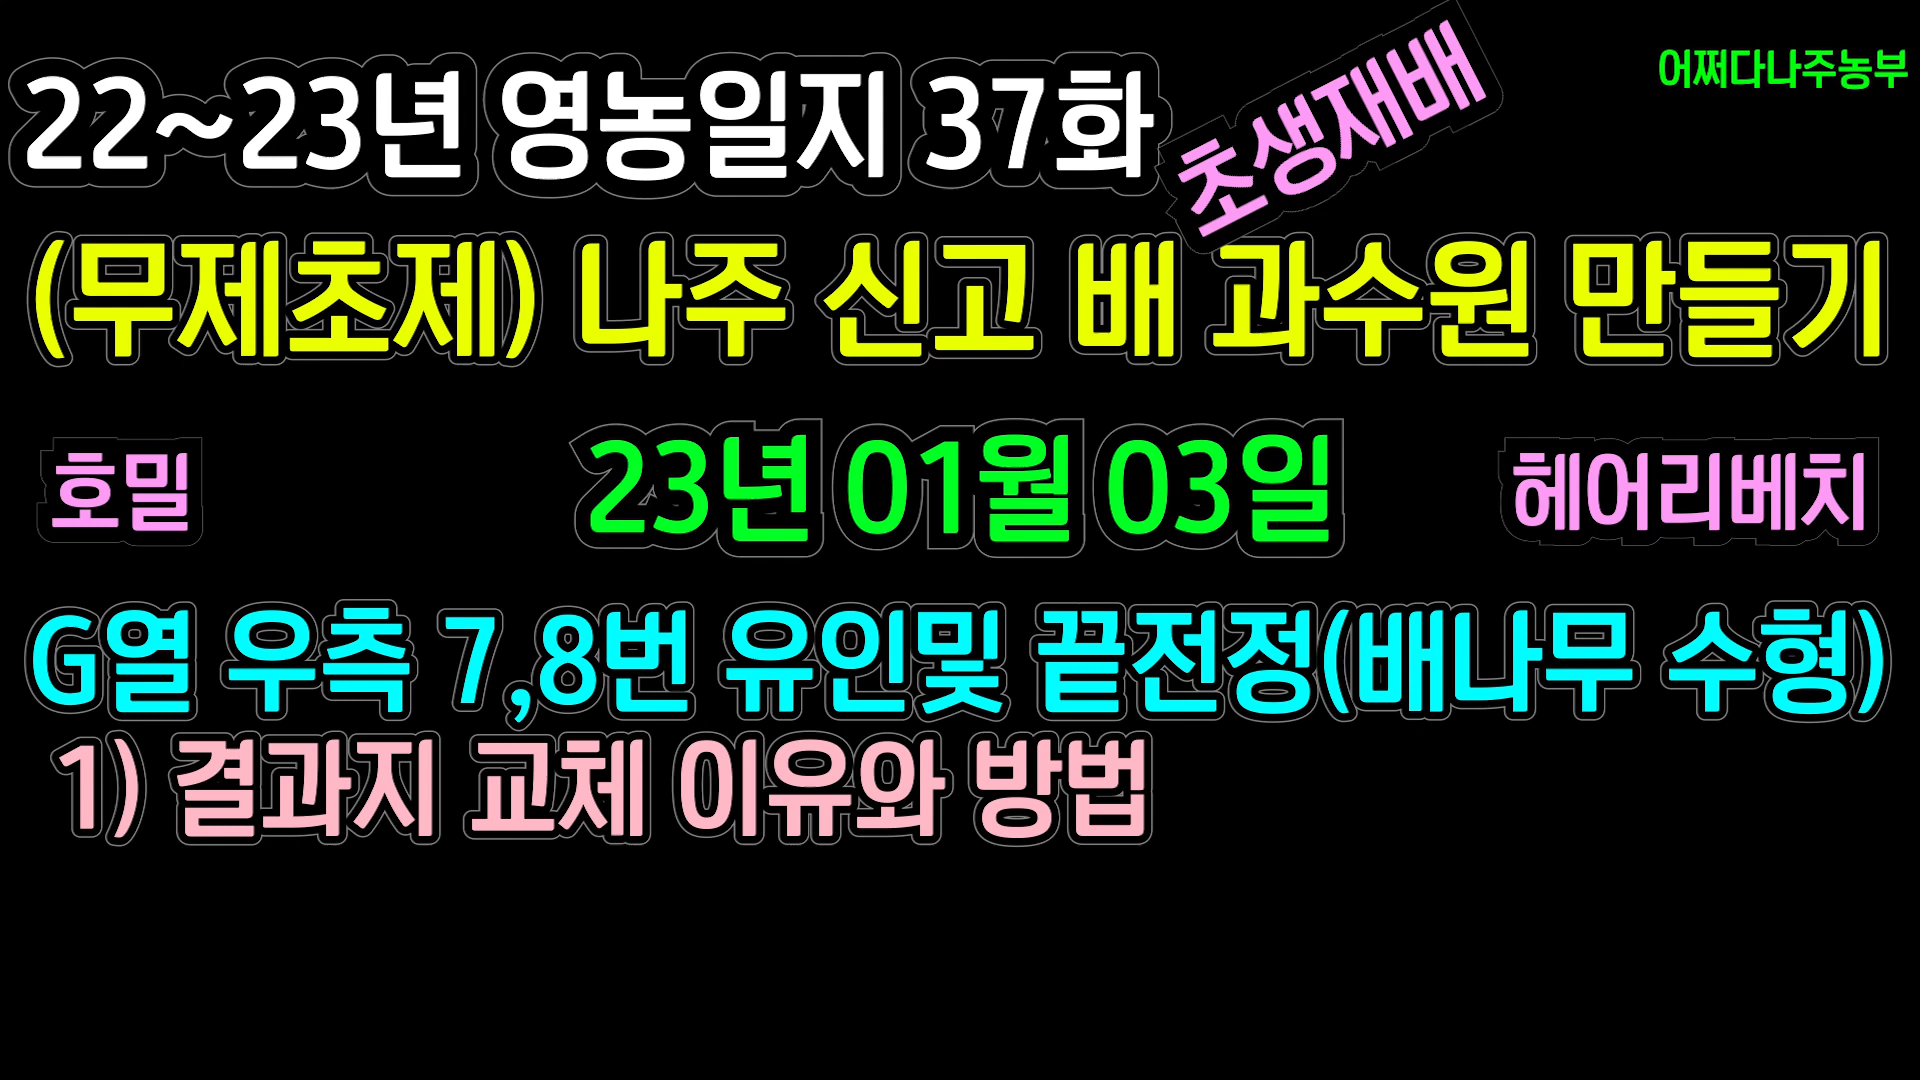 어쩌다나주농부
22~23년 영농일지 37화 초생재배
(무제초제) 나주 신고 배 과수원 만들기
호밀 23년 01월 03일 헤어리베치
G열 우측 7,8번 유인및 끝전정(배나무 수형)
1) 결과지 교체 이유와 방법